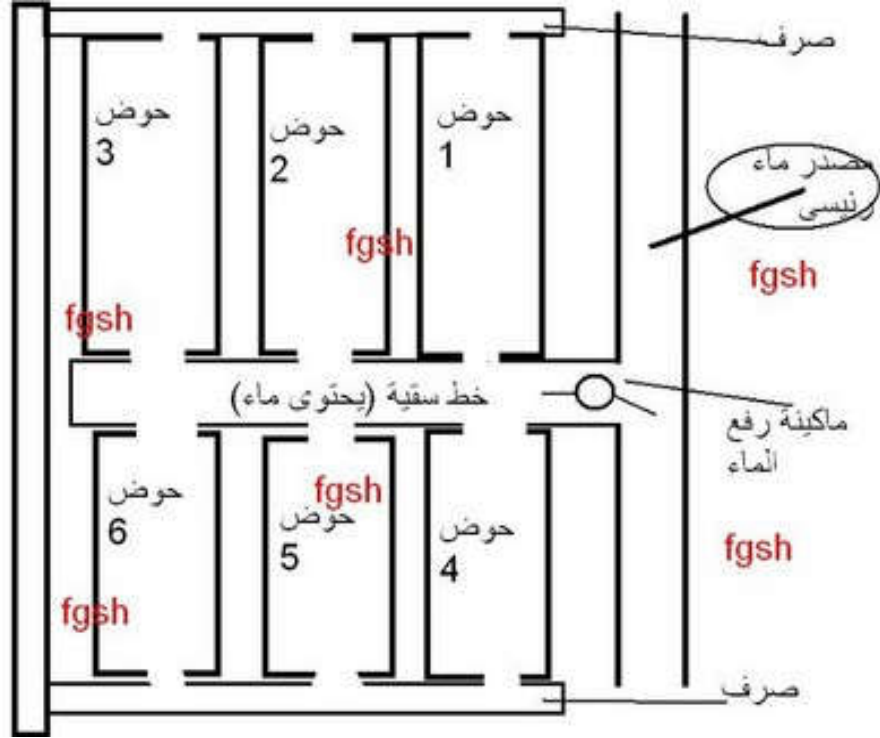 صرف
حوض
3
حوض
2
حوض
1
مصدر ماء
رئيسى
fgsh
fgsh
fgsh
خط سقية (يحتوى ماء)
ماكينة رفع
الماء
حوض
6
fgsh
حوض
5
حوض
4
fgsh
fgsh
صرف